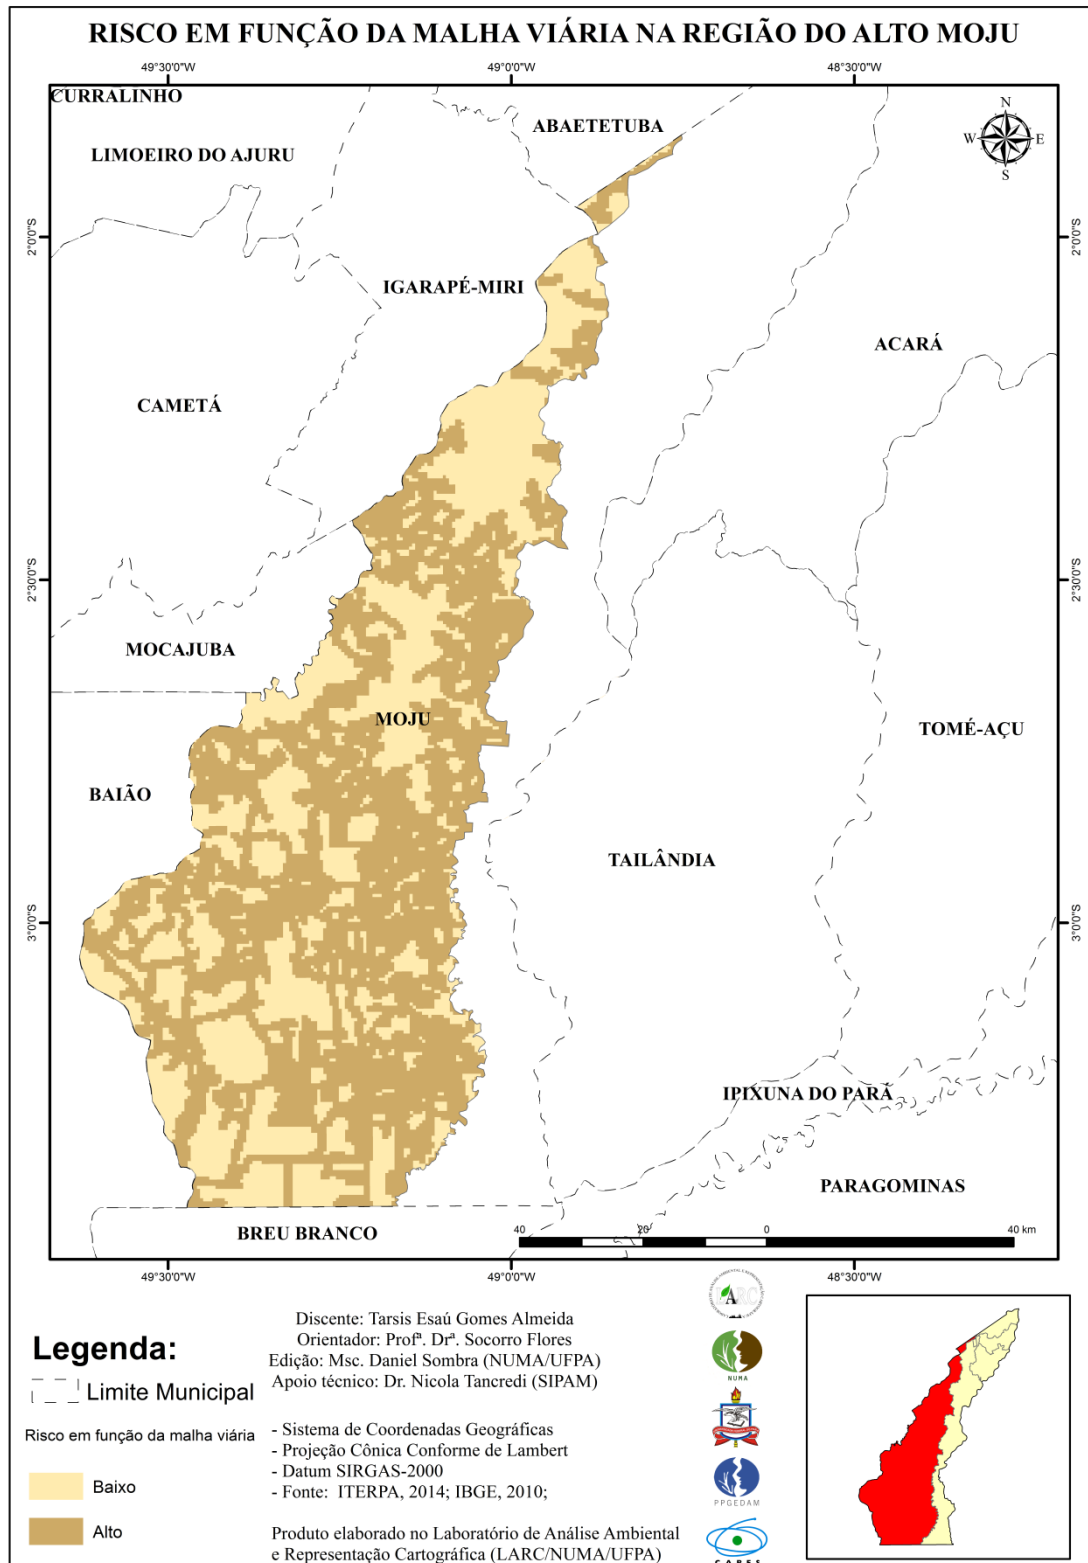 RISCO EM FUNÇÃO DA MALHA VIÁRIA NA REGIÃO DO ALTO MOJU
49°30'0"W
49°0'0"W
48°30'0"W
CURRALINHO
ABAETETUBA
LIMOEIRO DO AJURU
N
W
E
S
2°0'0"S
2°0'0"S
IGARAPÉ-MIRI
ACARÁ
CAMETÁ
2°30'0"S
2°30'0"S
MOCAJUBA
MOJU
TOMÉ-AÇU
BAIÃO
TAILÂNDIA
3°0'0"S
3°0'0"S
IPIXUNA DO PARÁ
PARAGOMINAS
BREU BRANCO
40
20
0
40 km
49°30'0"W
49°0'0"W
48°30'0"W
Discente: Tarsis Esaú Gomes Almeida
Orientador: Profª. Drª. Socorro Flores
Edição: Msc. Daniel Sombra (NUMA/UFPA)
Apoio técnico: Dr. Nicola Tancredi (SIPAM)
Legenda:
Limite Municipal
Risco em função da malha viária
Baixo
Alto
- Sistema de Coordenadas Geográficas
- Projeção Cônica Conforme de Lambert
- Datum SIRGAS-2000
- Fonte: ITERPA, 2014; IBGE, 2010;
Produto elaborado no Laboratório de Análise Ambiental
e Representação Cartográfica (LARC/NUMA/UFPA)
LARC
NUMA
PPGEDAM
CAPES